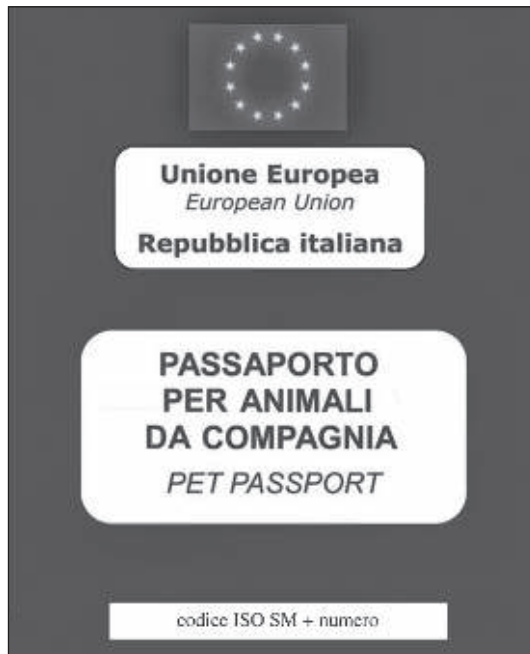 Unione Europea
European Union
Repubblica italiana
PASSAPORTO
PER ANIMALI
DA COMPAGNIA
PET PASSPORT
codice ISO SM + numero